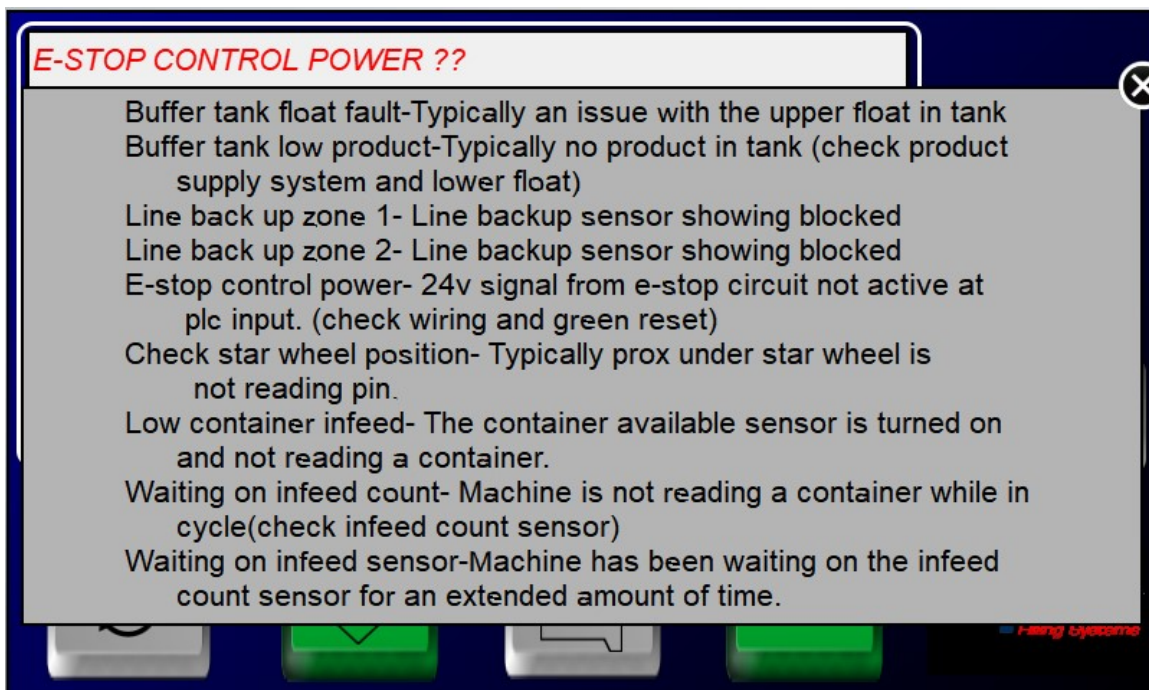 E-STOP CONTROL POWER ??
Buffer tank float fault-Typically an issue with the upper float in tank
Buffer tank low product-Typically no product in tank (check product
supply system and lower float)
Line back up zone 1- Line backup sensor showing blocked
Line back up zone 2- Line backup sensor showing blocked
E-stop control power- 24v signal from e-stop circuit not active at
plc input. (check wiring and green reset)
Check star wheel position- Typically prox under star wheel is
not reading pin.
Low container infeed- The container available sensor is turned on
and not reading a container.
Waiting on infeed count- Machine is not reading a container while in
cycle(check infeed count sensor)
Waiting on infeed sensor-Machine has been waiting on the infeed
count sensor for an extended amount of time.
Filling Systems